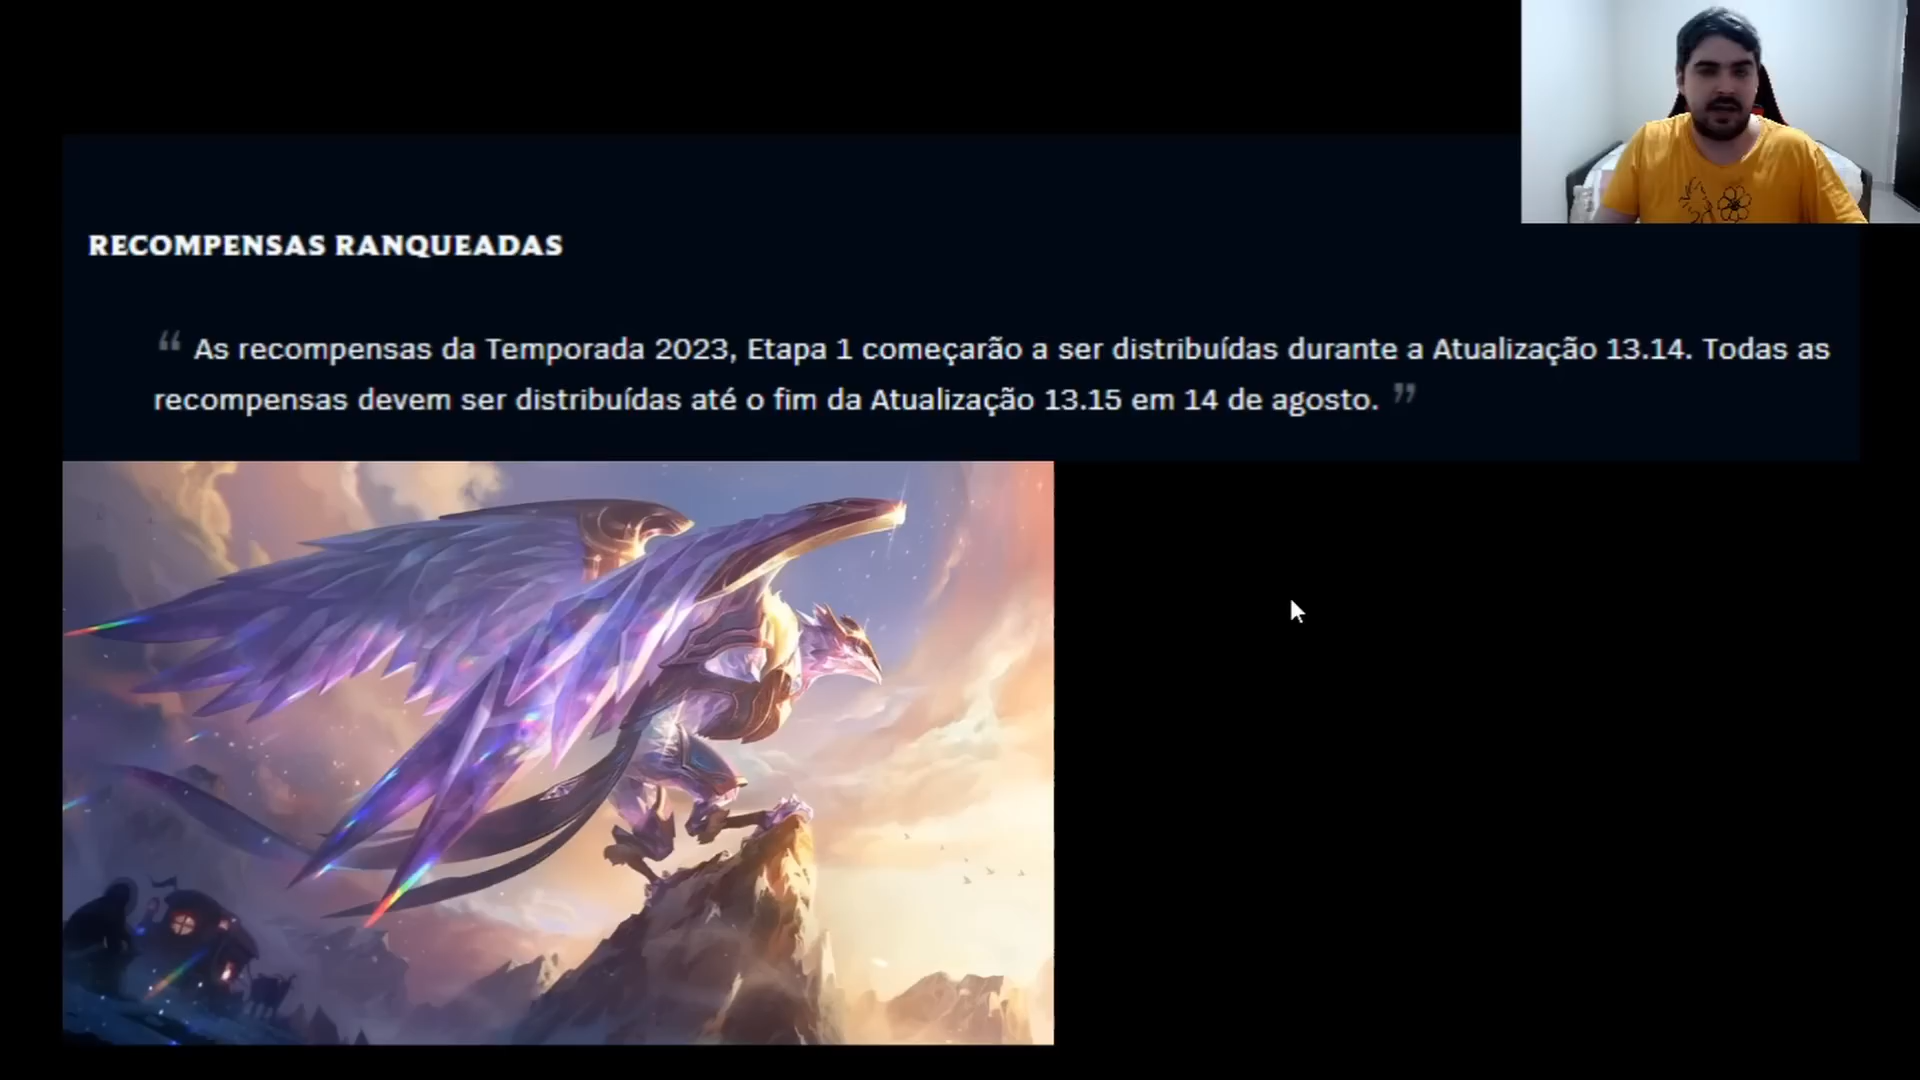 RECOMPENSAS RANQUEADAS
“ As recompensas da Temporada 2023, Etapa 1 começarão a ser distribuídas durante a Atualização 13.14. Todas as
recompensas devem ser distribuídas até o fim da Atualização 13.15 em 14 de agosto. ”